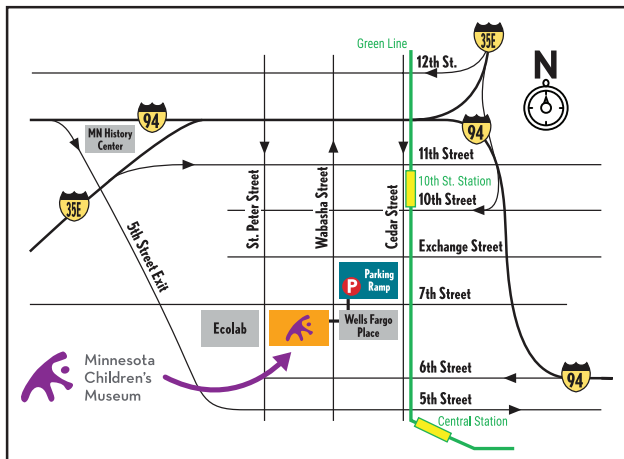 Green Line
35E
12th St.
N
94
MN History
Center
94
11th Street
10th St. Station
10th Street
35E
St. Peter Street
Wabasha Street
Cedar Street
5th Street Exit
Exchange Street
P
Parking
Ramp
7th Street
Ecolab
Wells Fargo
Place
Minnesota
Children's
Museum
6th Street
94
5th Street
Central Station